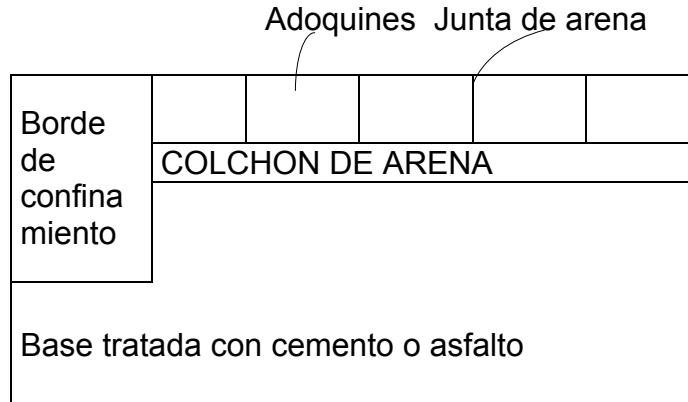 Adoquines Junta de arena
Borde
de
confina
miento
COLCHON DE ARENA
Base tratada con cemento o asfalto